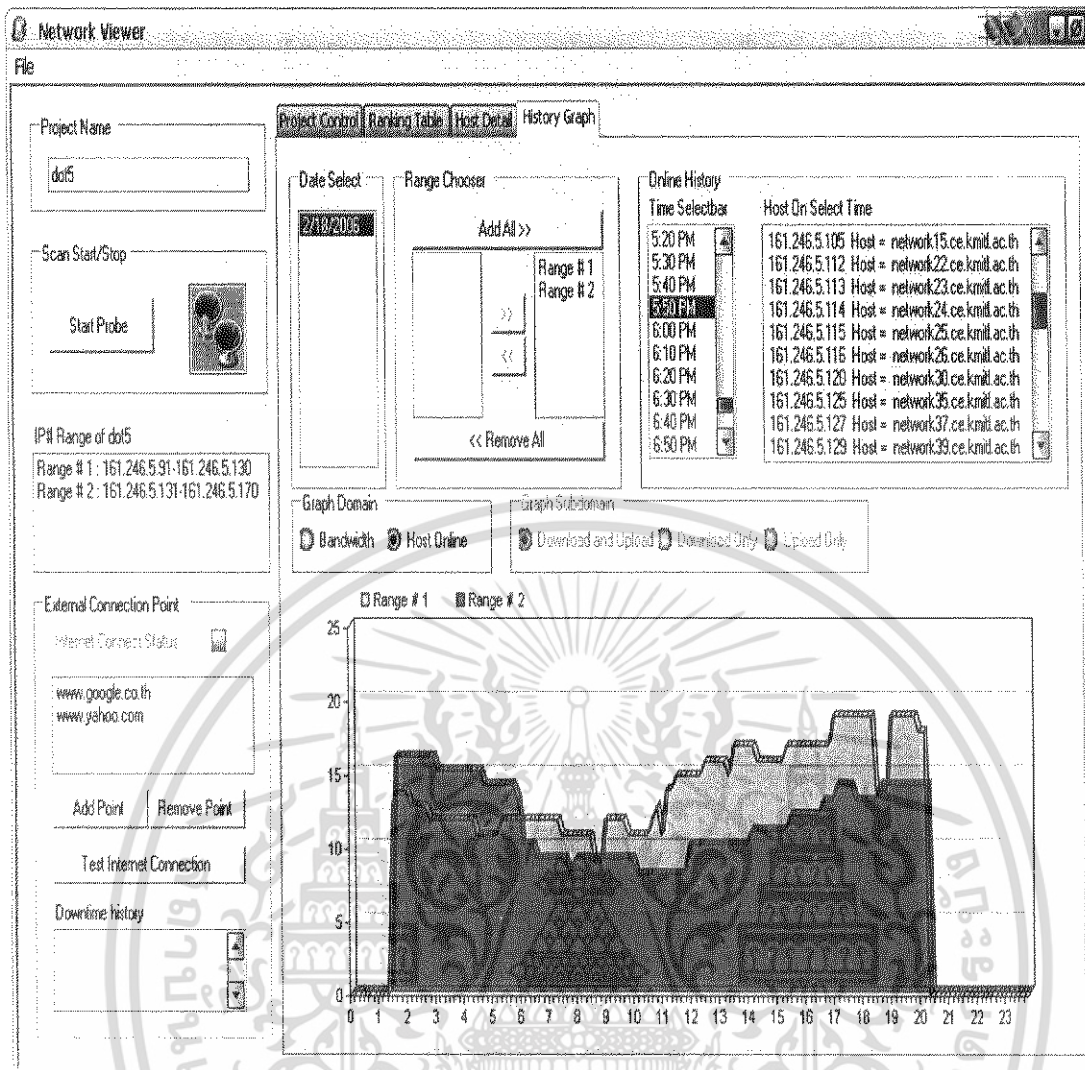 Network Viewer
File
Project Name
dot5
Scan Start/Stop
Start Probe
IP# Range of dot5
Range # 1 : 161.246.5.91-161.246.5.130
Range # 2 : 161.246.5.131-161.246.5.170
External Connection Point
Internet Connect Status
www.google.co.th
www.yahoo.com
Add Point
Remove Point
Test Internet Connection
Downtime history
Project Control
Ranking Table
Host Detail
History Graph
Date Select
2/18/2006
Range Chooser
Add All >>
Range # 1
Range # 2
>>
<<
<< Remove All
Online History
Time Selectbar
5:20 PM
5:30 PM
5:40 PM
5:50 PM
6:00 PM
6:10 PM
6:20 PM
6:30 PM
6:40 PM
6:50 PM
Host On Select Time
161.246.5.105 Host = network15.ce.kmitl.ac.th
161.246.5.112 Host = network22.ce.kmitl.ac.th
161.246.5.113 Host = network23.ce.kmitl.ac.th
161.246.5.114 Host = network24.ce.kmitl.ac.th
161.246.5.115 Host = network25.ce.kmitl.ac.th
161.246.5.116 Host = network26.ce.kmitl.ac.th
161.246.5.120 Host = network30.ce.kmitl.ac.th
161.246.5.125 Host = network35.ce.kmitl.ac.th
161.246.5.127 Host = network37.ce.kmitl.ac.th
161.246.5.129 Host = network39.ce.kmitl.ac.th
Graph Domain
Bandwidth
Host Online
Graph Subdomain
Download and Upload
Download Only
Upload Only
Range # 1
Range # 2
25
20
15
10
5
0
0 1 2 3 4 5 6 7 8 9 10 11 12 13 14 15 16 17 18 19 20 21 22 23